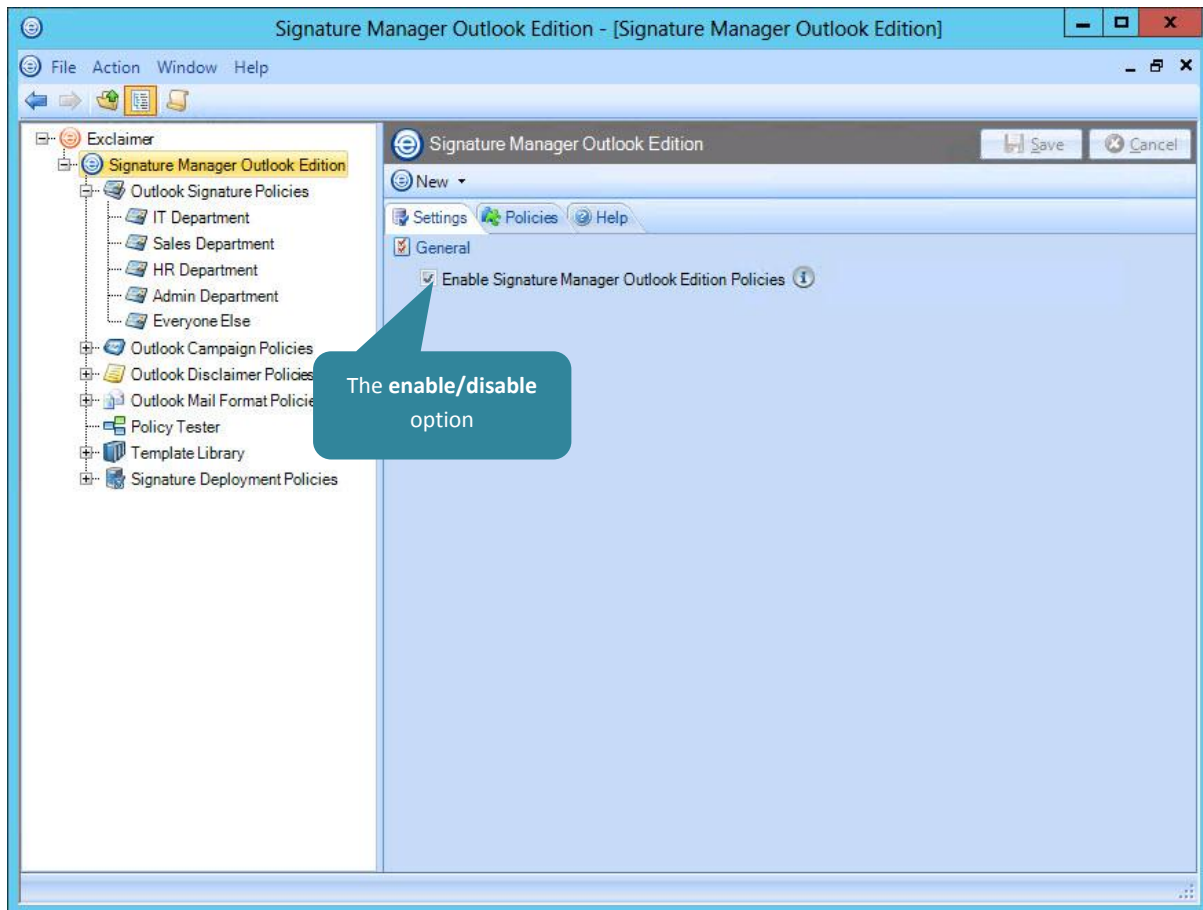 Signature Manager Outlook Edition - [Signature Manager Outlook Edition]
File Action Window Help
Exclaimer
Signature Manager Outlook Edition
Outlook Signature Policies
IT Department
Sales Department
HR Department
Admin Department
Everyone Else
Outlook Campaign Policies
Outlook Disclaimer Policies
Outlook Mail Format Policie
Policy Tester
Template Library
Signature Deployment Policies
Signature Manager Outlook Edition
Save Cancel
New
Settings Policies Help
General
Enable Signature Manager Outlook Edition Policies
The enable/disable
option